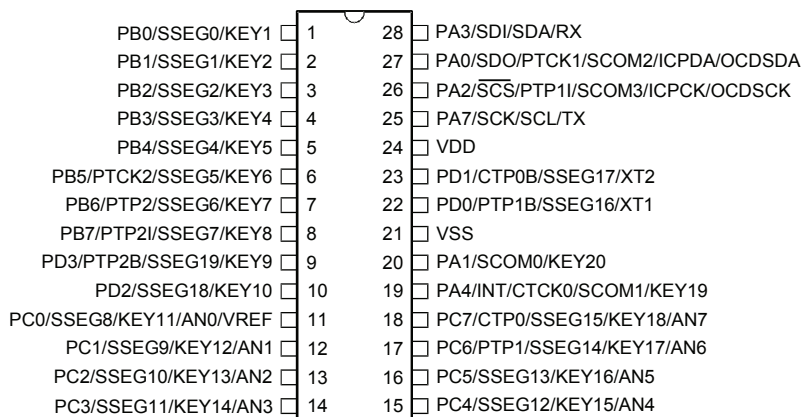 PB0/SSEG0/KEY1 1 28 PA3/SDI/SDA/RX
PB1/SSEG1/KEY2 2 27 PA0/SDO/PTCK1/SCOM2/ICPDA/OCDSDA
PB2/SSEG2/KEY3 3 26 PA2/SCS/PTP1I/SCOM3/ICPCK/OCDSCK
PB3/SSEG3/KEY4 4 25 PA7/SCK/SCL/TX
PB4/SSEG4/KEY5 5 24 VDD
PB5/PTCK2/SSEG5/KEY6 6 23 PD1/CTP0B/SSEG17/XT2
PB6/PTP2/SSEG6/KEY7 7 22 PD0/PTP1B/SSEG16/XT1
PB7/PTP2I/SSEG7/KEY8 8 21 VSS
PD3/PTP2B/SSEG19/KEY9 9 20 PA1/SCOM0/KEY20
PD2/SSEG18/KEY10 10 19 PA4/INT/CTCK0/SCOM1/KEY19
PC0/SSEG8/KEY11/AN0/VREF 11 18 PC7/CTP0/SSEG15/KEY18/AN7
PC1/SSEG9/KEY12/AN1 12 17 PC6/PTP1/SSEG14/KEY17/AN6
PC2/SSEG10/KEY13/AN2 13 16 PC5/SSEG13/KEY16/AN5
PC3/SSEG11/KEY14/AN3 14 15 PC4/SSEG12/KEY15/AN4